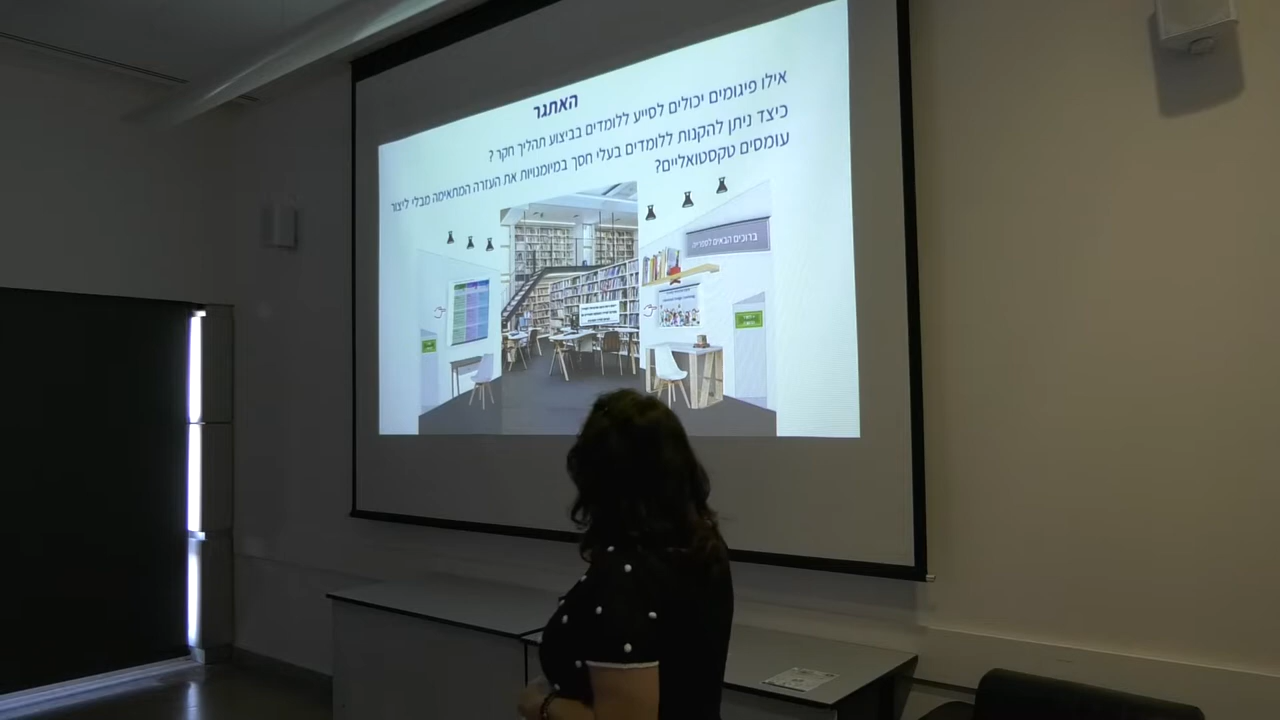 האתגר
אילו פיגומים יכולים לסייע ללומדים בביצוע תהליך חקר ?
כיצד ניתן להקנות ללומדים בעלי חסך במיומנויות את העזרה המתאימה מבלי ליצור
עומסים טקסטואליים?
ברוכים הבאים לספריה